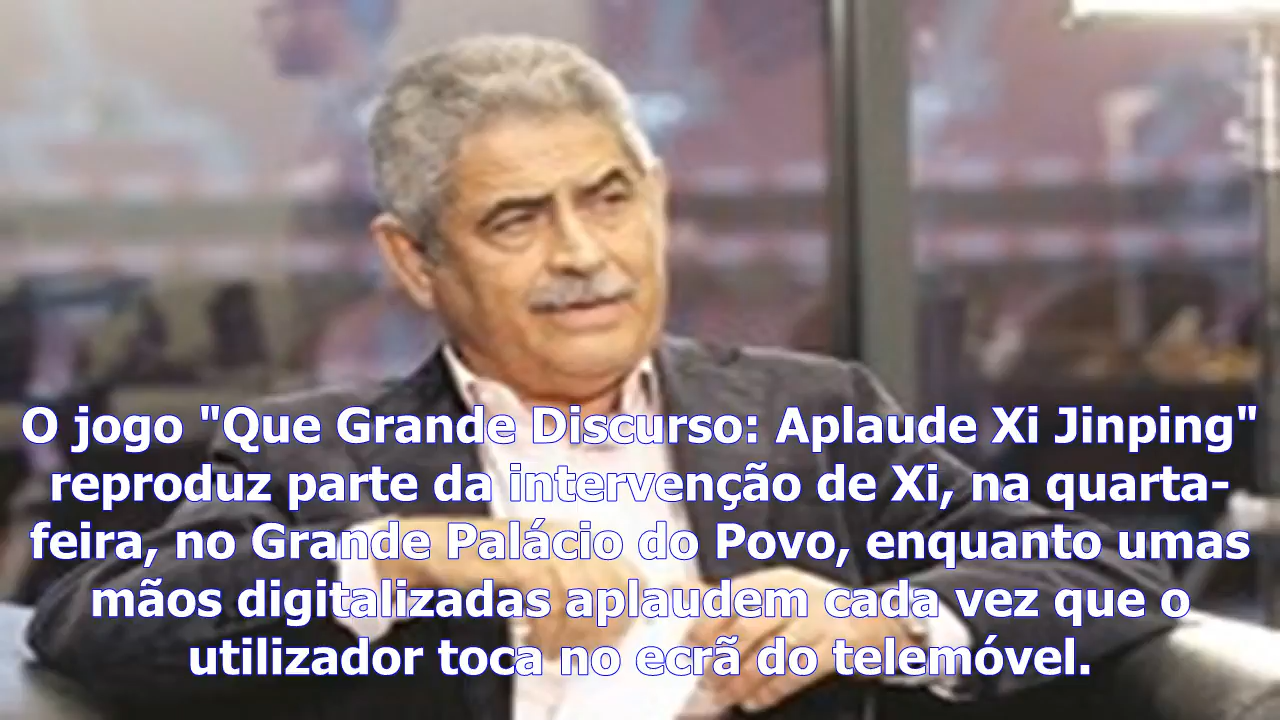 O jogo "Que Grande Discurso: Aplaude Xi Jinping"
reproduz parte da intervenção de Xi, na quarta-
feira, no Grande Palácio do Povo, enquanto umas
mãos digitalizadas aplaudem cada vez que o
utilizador toca no ecrã do telemóvel.